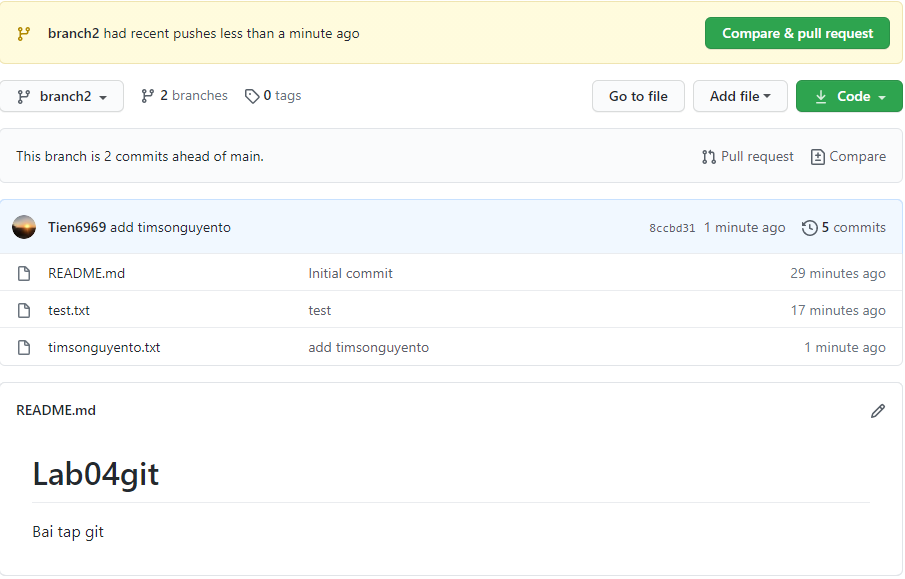 branch2 had recent pushes less than a minute ago Compare & pull request
branch2 2 branches 0 tags Go to file Add file Code
This branch is 2 commits ahead of main. Pull request Compare
Tien6969 add timsonguyento 8ccbd31 1 minute ago 5 commits
README.md Initial commit 29 minutes ago
test.txt test 17 minutes ago
timsonguyento.txt add timsonguyento 1 minute ago
README.md
Lab04git
Bai tap git